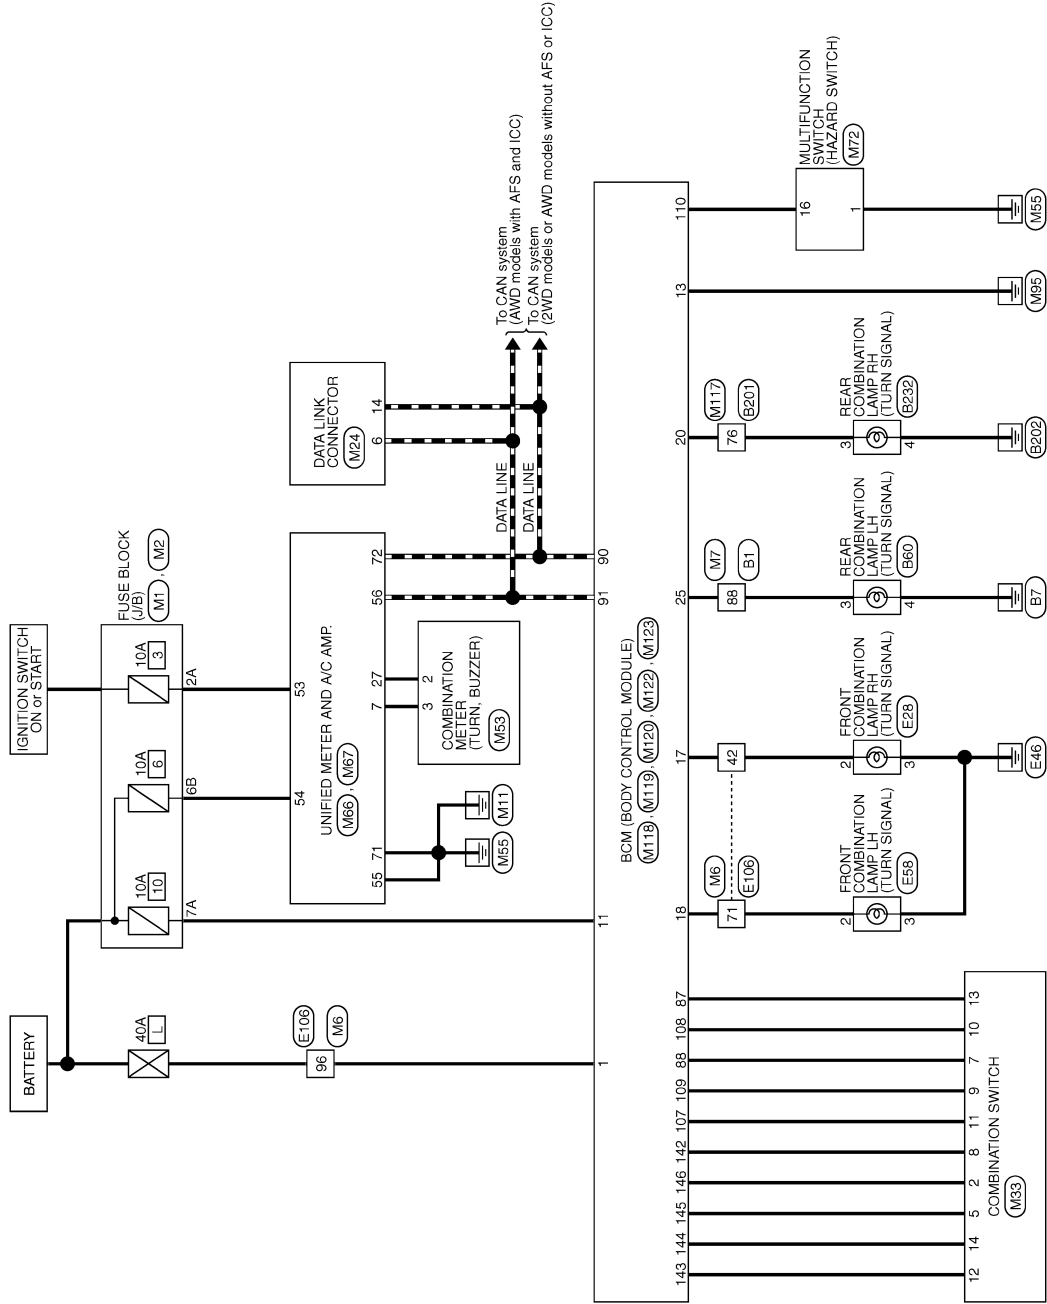 BATTERY
40A
L
E106
96
M6
IGNITION SWITCH
ON or START
FUSE BLOCK
(J/B)
M1 , M2
10A
10
7A
10A
6
6B
10A
3
2A
54
53
UNIFIED METER AND A/C AMP.
M66 , M67
55
71
7
27
56
72
M55
M11
3
2
COMBINATION
METER
(TURN, BUZZER)
M53
DATA LINK
CONNECTOR
M24
6
14
DATA LINE
DATA LINE
To CAN system
(AWD models with AFS and ICC)
To CAN system
(2WD models or AWD models without AFS or ICC)
1
11
91
90
BCM (BODY CONTROL MODULE)
M118 , M119 , M120 , M122 , M123
143
144
145
146
142
107
109
88
108
87
18
17
25
20
13
110
12
14
5
2
8
11
9
7
10
13
COMBINATION SWITCH
M33
M6
71
E106
42
2
FRONT
COMBINATION
LAMP LH
(TURN SIGNAL)
E58
3
2
FRONT
COMBINATION
LAMP RH
(TURN SIGNAL)
E28
3
E46
M7
88
B1
3
REAR
COMBINATION
LAMP LH
(TURN SIGNAL)
B60
4
B7
M117
76
B201
3
REAR
COMBINATION
LAMP RH
(TURN SIGNAL)
B232
4
B202
M95
16
1
MULTIFUNCTION
SWITCH
(HAZARD SWITCH)
M72
M55